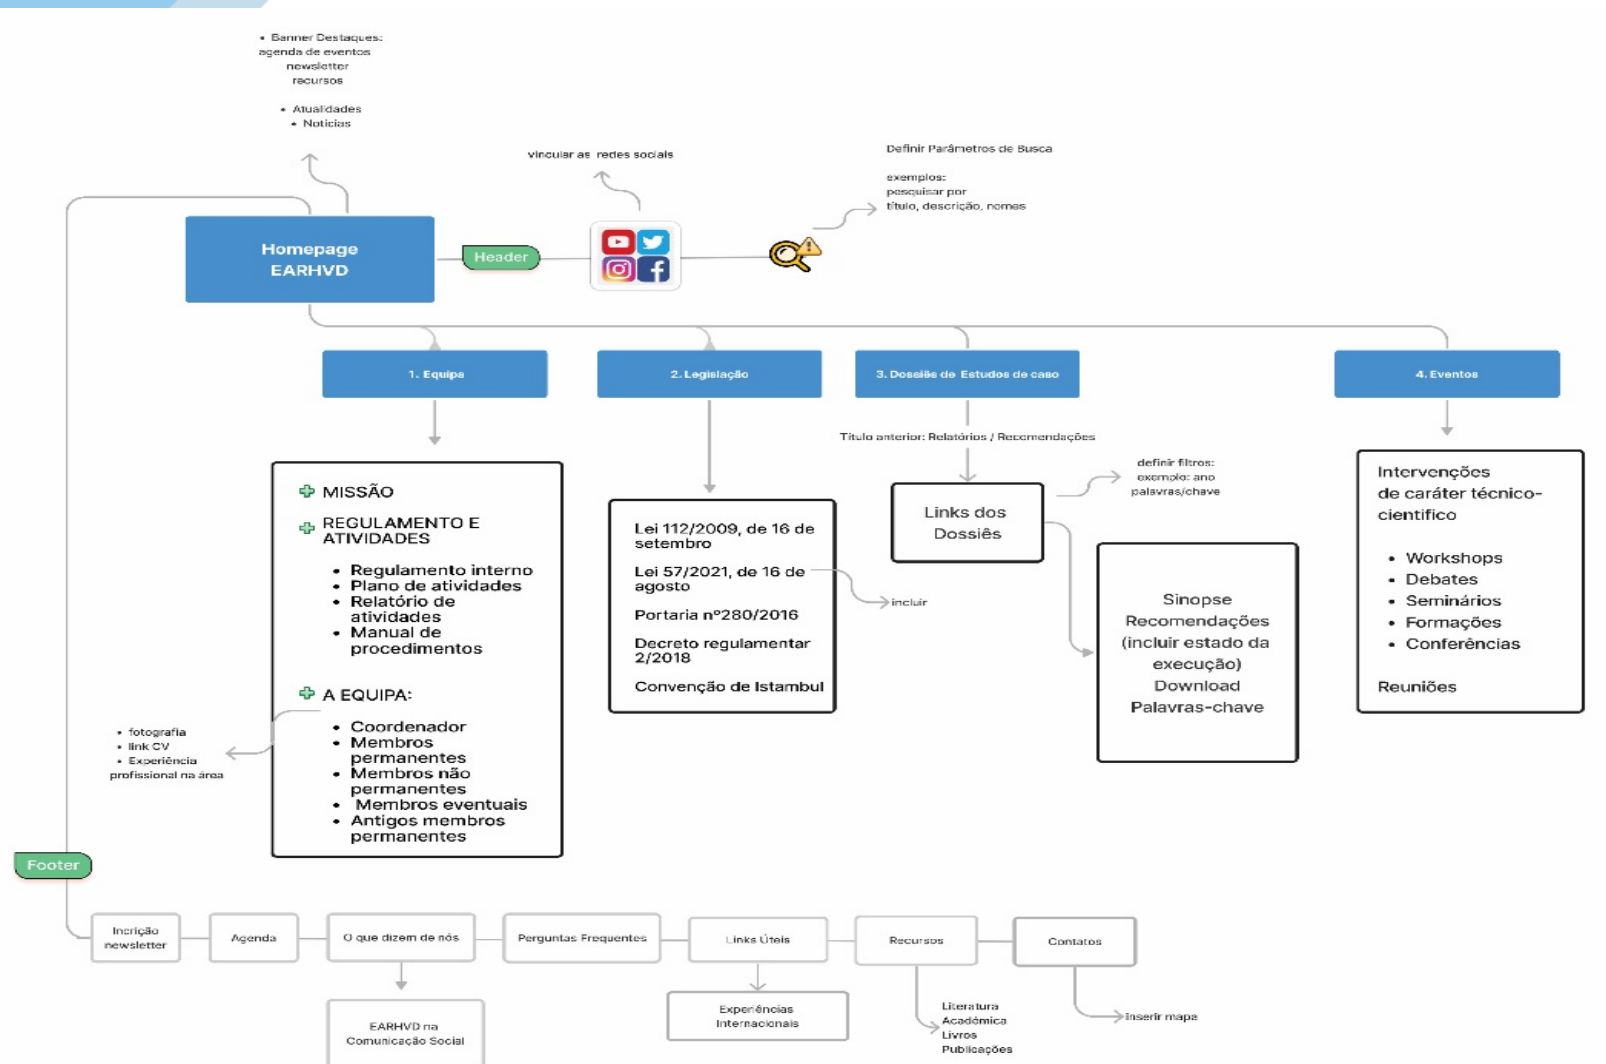 • Banner Destaques:
agenda de eventos
newsletter
recursos
• Atualidades
• Noticias
vincular as redes sociais
Definir Parâmetros de Busca
exemplos:
pesquisar por
título, descrição, nomes
Homepage
EARHVD
Header
1. Equipa
2. Legislação
3. Dossiês de Estudos de caso
4. Eventos
Título anterior: Relatórios / Recomendações
definir filtros:
exemplo: ano
palavras/chave
MISSÃO
REGULAMENTO E
ATIVIDADES
• Regulamento interno
• Plano de atividades
• Relatório de
atividades
• Manual de
procedimentos
A EQUIPA:
• Coordenador
• Membros
permanentes
• Membros não
permanentes
• Membros eventuais
• Antigos membros
permanentes
• fotografia
• link CV
• Experiência
profissional na área
Lei 112/2009, de 16 de
setembro
Lei 57/2021, de 16 de
agosto
Portaria nº280/2016
Decreto regulamentar
2/2018
Convenção de Istambul
incluir
Links dos
Dossiês
Sinopse
Recomendações
(incluir estado da
execução)
Download
Palavras-chave
Intervenções
de caráter técnico-
cientifico
• Workshops
• Debates
• Seminários
• Formações
• Conferências
Reuniões
Footer
Incrição
newsletter
Agenda
O que dizem de nós
Perguntas Frequentes
Links Úteis
Recursos
Contatos
EARHVD na
Comunicação Social
Experiências
Internacionais
Literatura
Académica
Livros
Publicações
inserir mapa